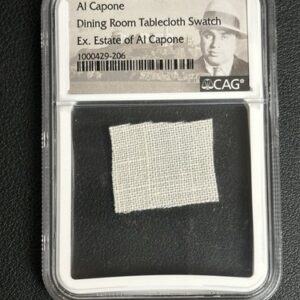 Al Capone
Dining Room Tablecloth Swatch
Ex. Estate of Al Capone
1000429-206
CAG®